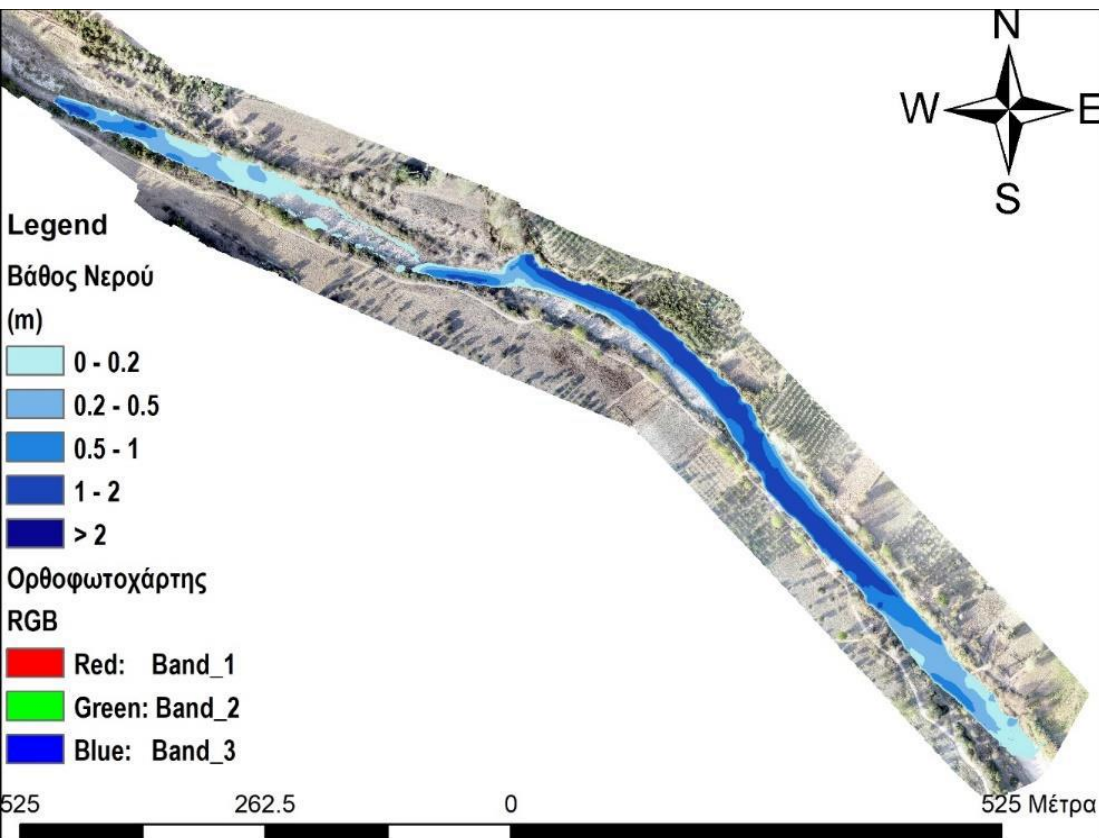 N
W E
S
Legend
Βάθος Νερού
(m)
0 - 0.2
0.2 - 0.5
0.5 - 1
1 - 2
> 2
Ορθοφωτοχάρτης
RGB
Red: Band_1
Green: Band_2
Blue: Band_3
525 262.5 0 525 Μέτρα